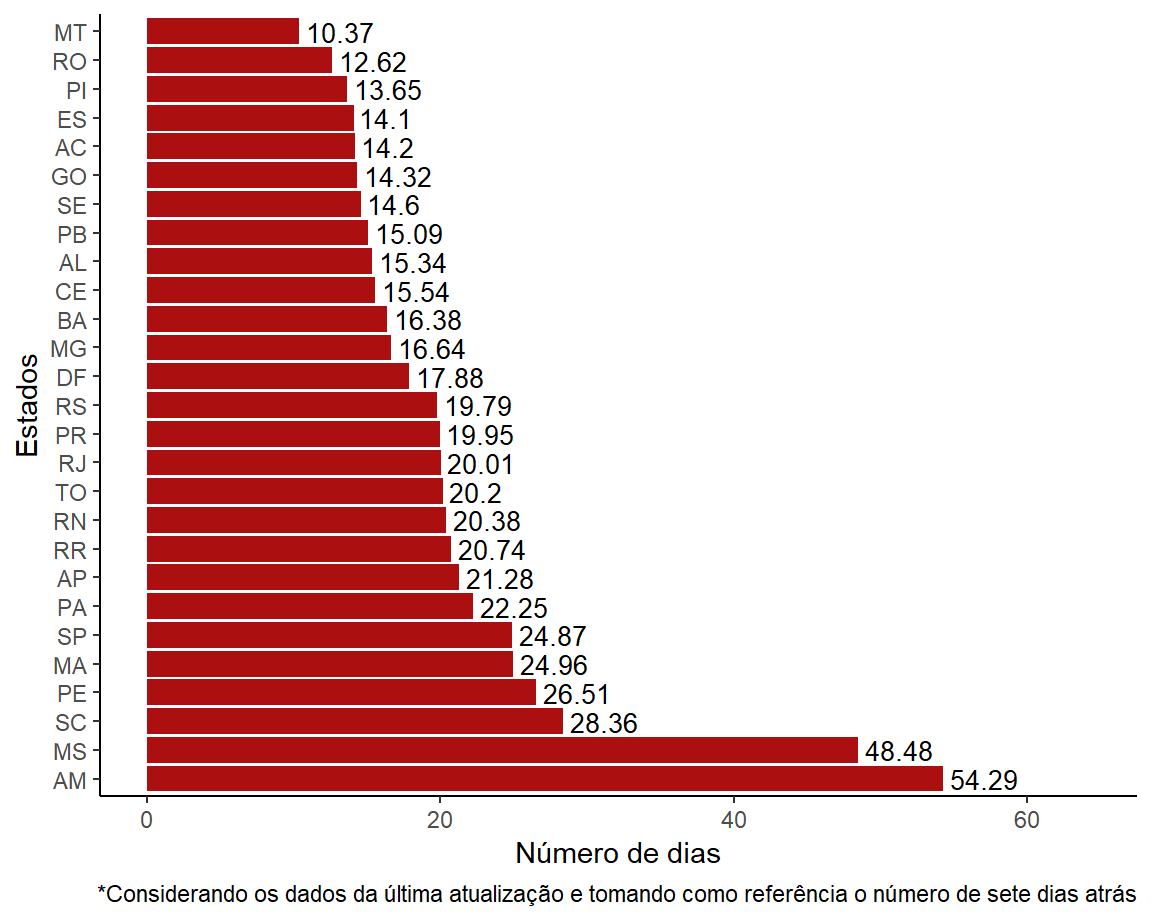 MT 10.37
RO 12.62
PI 13.65
ES 14.1
AC 14.2
GO 14.32
SE 14.6
PB 15.09
AL 15.34
CE 15.54
BA 16.38
MG 16.64
DF 17.88
RS 19.79
PR 19.95
RJ 20.01
TO 20.2
RN 20.38
RR 20.74
AP 21.28
PA 22.25
SP 24.87
MA 24.96
PE 26.51
SC 28.36
MS 48.48
AM 54.29
Estados
0 20 40 60
Número de dias
*Considerando os dados da última atualização e tomando como referência o número de sete dias atrás